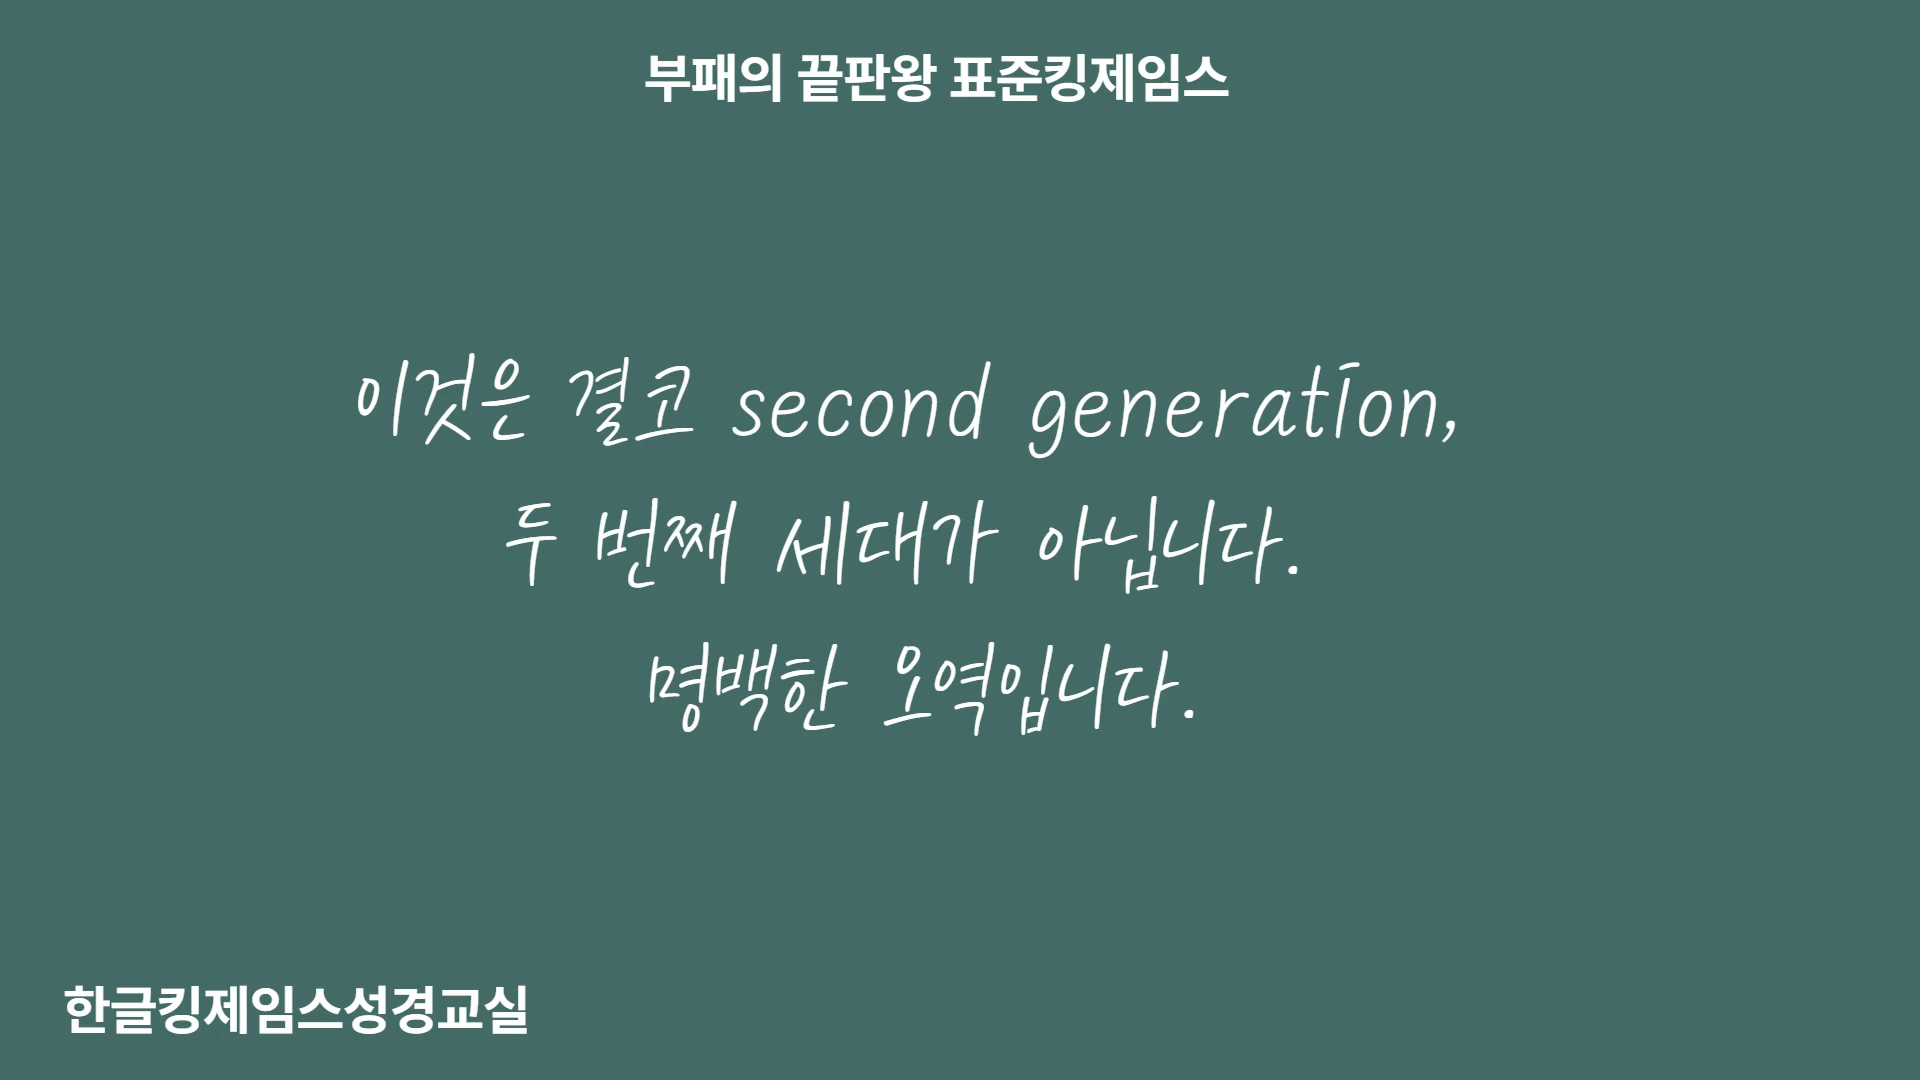 부패의 끝판왕 표준킹제임스
이것은 결코 second generation,
두 번째 세대가 아닙니다.
명백한 오역입니다.
한글킹제임스성경교실